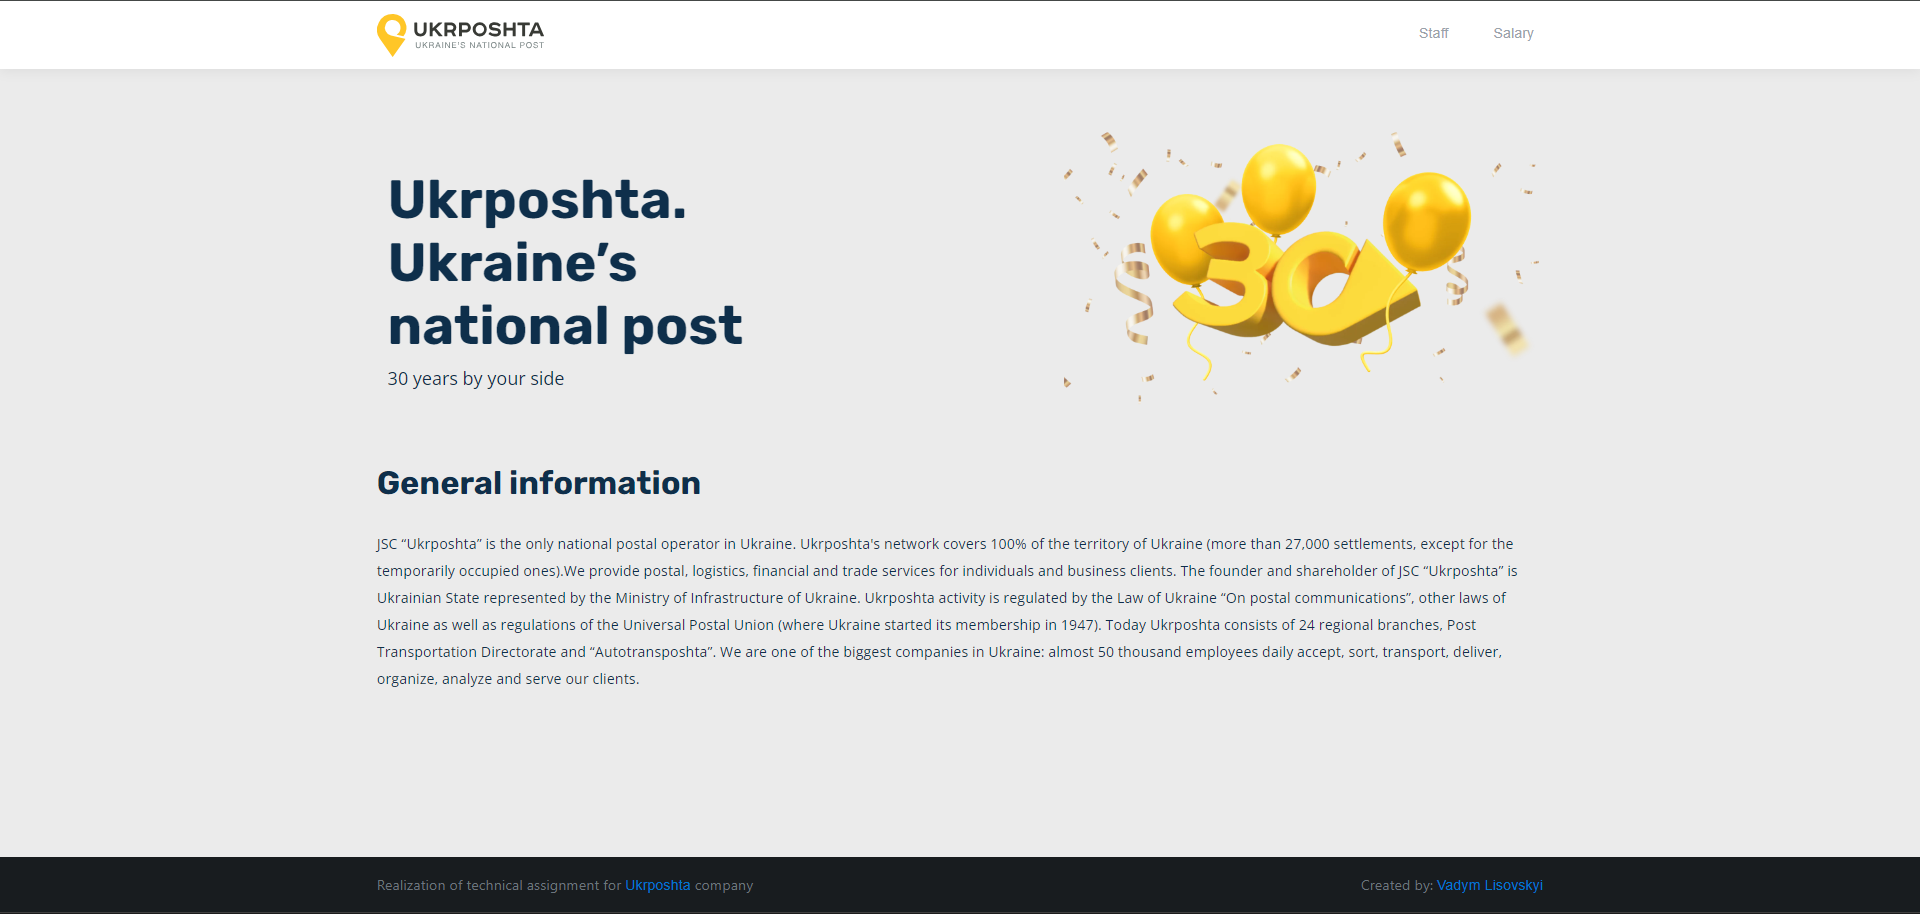 UKRPOSHTA
UKRAINE'S NATIONAL POST
Staff
Salary
Ukrposhta.
Ukraine’s
national post
30 years by your side
30
General information
JSC “Ukrposhta” is the only national postal operator in Ukraine. Ukrposhta's network covers 100% of the territory of Ukraine (more than 27,000 settlements, except for the
temporarily occupied ones).We provide postal, logistics, financial and trade services for individuals and business clients. The founder and shareholder of JSC “Ukrposhta” is
Ukrainian State represented by the Ministry of Infrastructure of Ukraine. Ukrposhta activity is regulated by the Law of Ukraine “On postal communications”, other laws of
Ukraine as well as regulations of the Universal Postal Union (where Ukraine started its membership in 1947). Today Ukrposhta consists of 24 regional branches, Post
Transportation Directorate and “Autotransposhta”. We are one of the biggest companies in Ukraine: almost 50 thousand employees daily accept, sort, transport, deliver,
organize, analyze and serve our clients.
Realization of technical assignment for Ukrposhta company
Created by: Vadym Lisovskyi